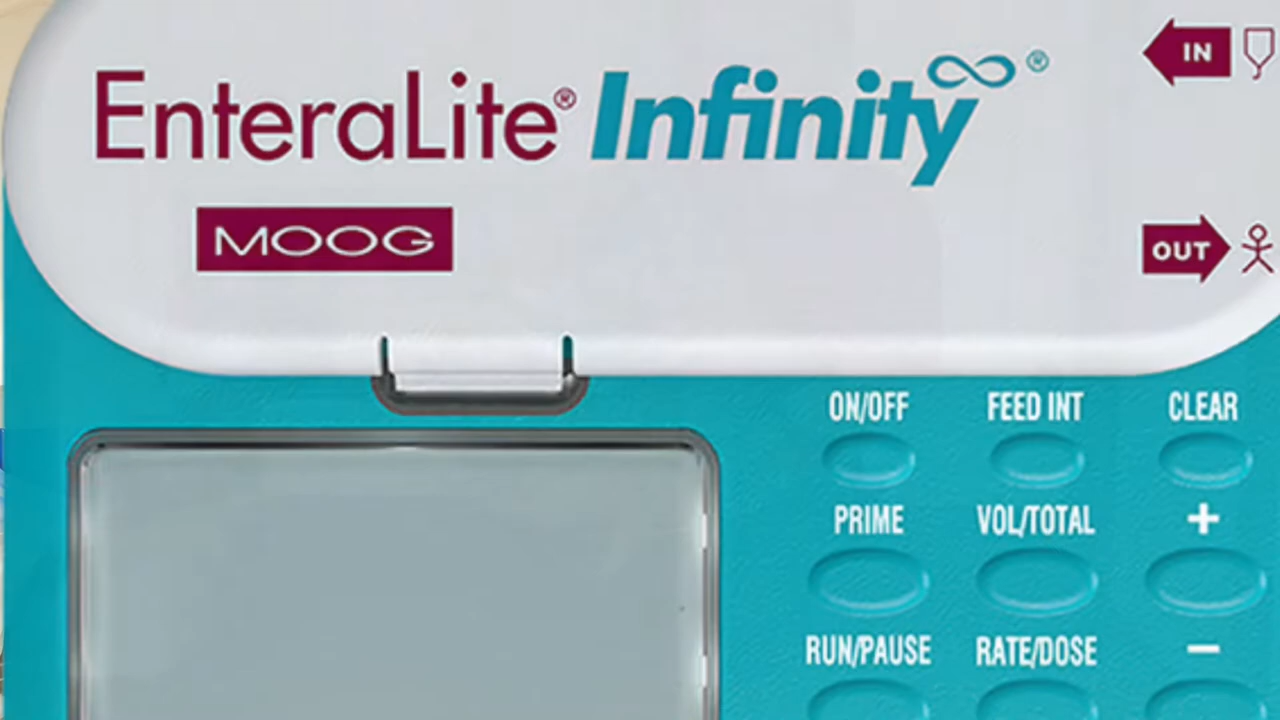 EnteraLite® Infinity ∞®
MOOG
IN
OUT
ON/OFF FEED INT CLEAR
PRIME VOL/TOTAL +
RUN/PAUSE RATE/DOSE −